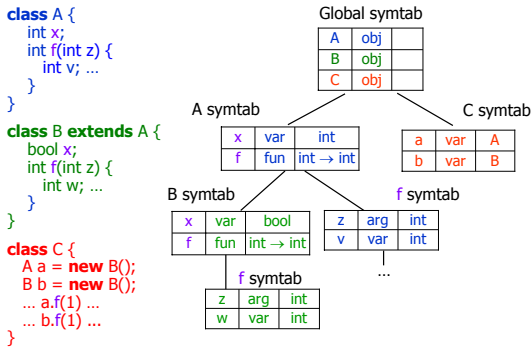 class A {
int x;
int f(int z) {
int v; ...
}
}
class B extends A {
bool x;
int f(int z) {
int w; ...
}
}
class C {
A a = new B();
B b = new B();
... a.f(1) ...
... b.f(1) ...
}
Global symtab
A obj
B obj
C obj
A symtab
x var int
f fun int → int
C symtab
a var A
b var B
B symtab
x var bool
f fun int → int
f symtab
z arg int
v var int
...
f symtab
z arg int
w var int